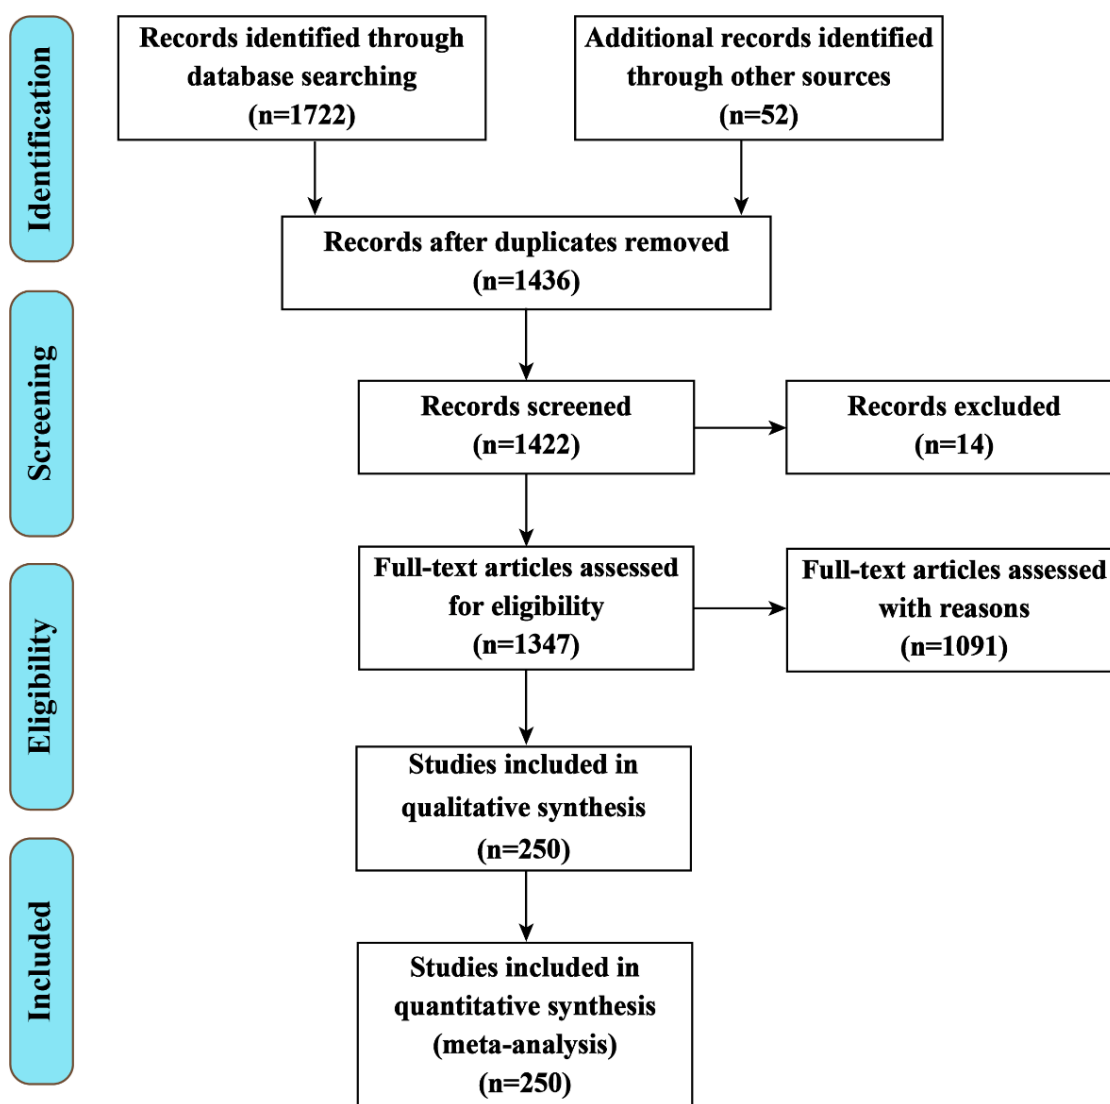 Identification
Records identified through
database searching
(n=1722)
Additional records identified
through other sources
(n=52)
Records after duplicates removed
(n=1436)
Screening
Records screened
(n=1422)
Records excluded
(n=14)
Eligibility
Full-text articles assessed
for eligibility
(n=1347)
Full-text articles assessed
with reasons
(n=1091)
Studies included in
qualitative synthesis
(n=250)
Included
Studies included in
quantitative synthesis
(meta-analysis)
(n=250)